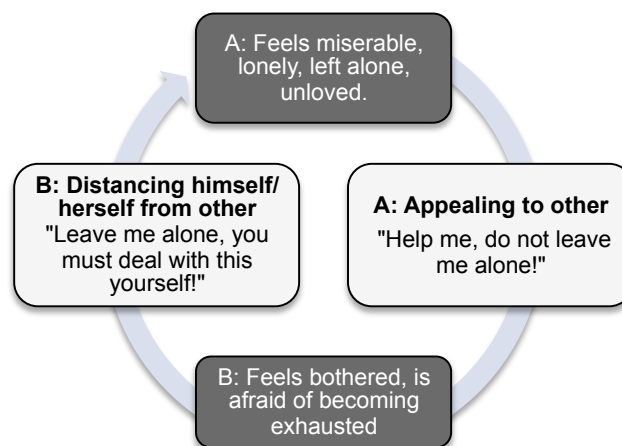 A: Feels miserable,
lonely, left alone,
unloved.
B: Distancing himself/
herself from other
"Leave me alone, you
must deal with this
yourself!"
A: Appealing to other
"Help me, do not leave
me alone!"
B: Feels bothered, is
afraid of becoming
exhausted